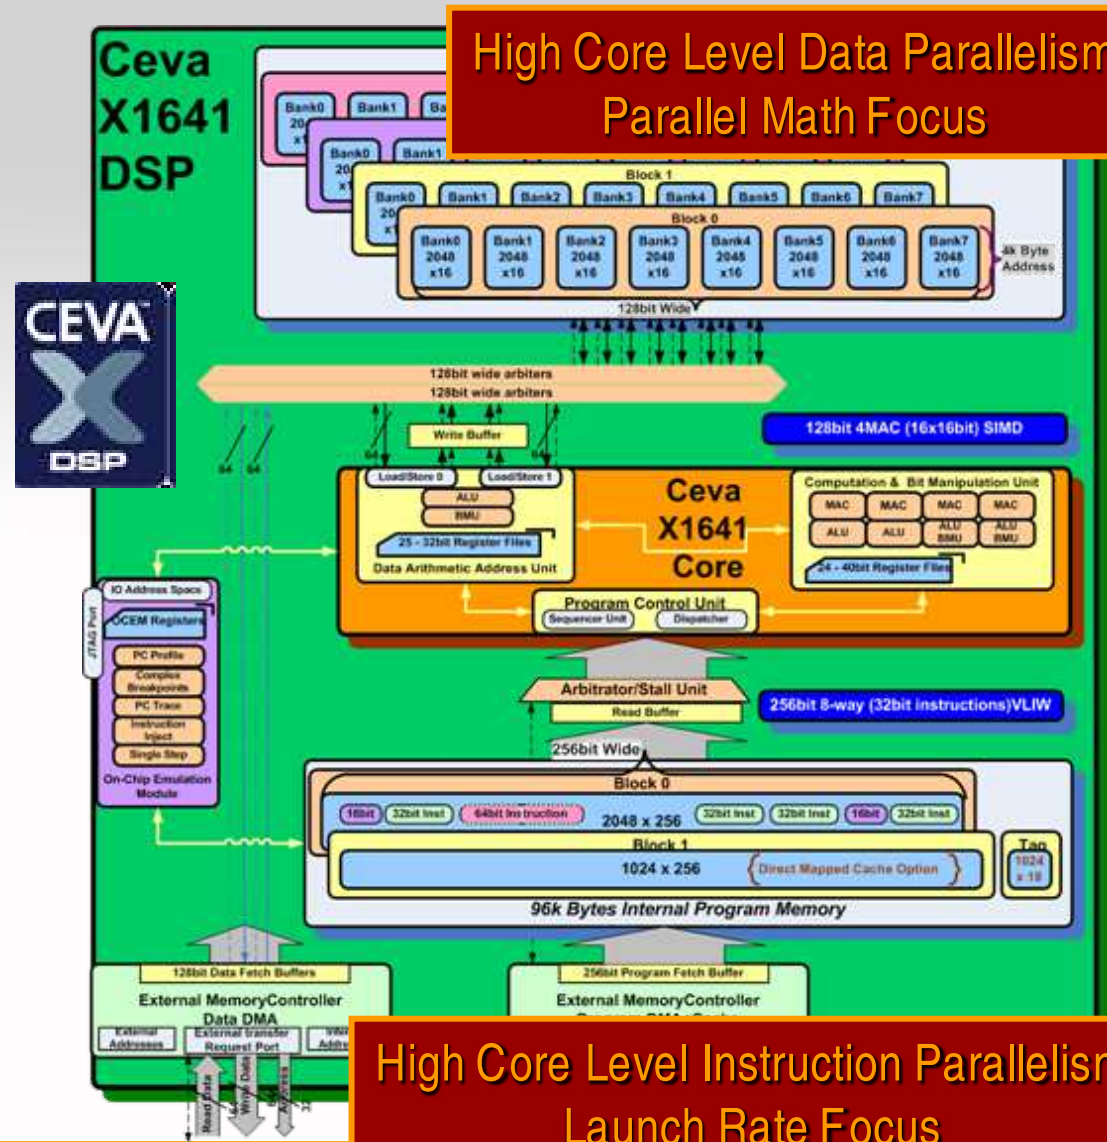 High Core Level Data Parallelism
Parallel Math Focus
Ceva
X1641
DSP
Bank0
Bank1
Bank0
Bank1
Block 1
Bank0
Bank1
Bank2
Bank3
Bank4
Bank5
Bank6
Bank7
Block 0
Bank0
2048
x16
Bank1
2048
x16
Bank2
2048
x16
Bank3
2048
x16
Bank4
2048
x16
Bank5
2048
x16
Bank6
2048
x16
Bank7
2048
x16
4k Byte
Address
128bit Wide
CEVA
DSP
128bit wide arbiters
128bit wide arbiters
Write Buffer
64
64
64
64
128bit 4MAC (16x16bit) SIMD
Load/Store 0
Load/Store 1
ALU
BMU
25 - 32bit Register Files
Data Arithmetic Address Unit
Ceva
X1641
Core
Computation & Bit Manipulation Unit
MAC
MAC
MAC
MAC
ALU
ALU
ALU
BMU
ALU
BMU
24 - 40bit Register Files
Program Control Unit
Sequencer Unit
Dispatcher
IO Address Space
JTAG Port
OCEM Registers
PC Profile
Complex
Breakpoints
PC Trace
Instruction
Inject
Single Step
On-Chip Emulation
Module
Arbitrator/Stall Unit
Read Buffer
256bit 8-way (32bit instructions)VLIW
256bit Wide
Block 0
16bit
32bit Inst
64bit Instruction
2048 x 256
32bit Inst
32bit Inst
16bit
32bit Inst
Block 1
1024 x 256
Direct Mapped Cache Option
Tag
1024
x 18
96k Bytes Internal Program Memory
128bit Data Fetch Buffers
External MemoryController
Data DMA
External
Addresses
External transfer
Request Port
256bit Program Fetch Buffer
External MemoryController
Read Data
Write Data
64
Address
32
High Core Level Instruction Parallelism
Launch Rate Focus